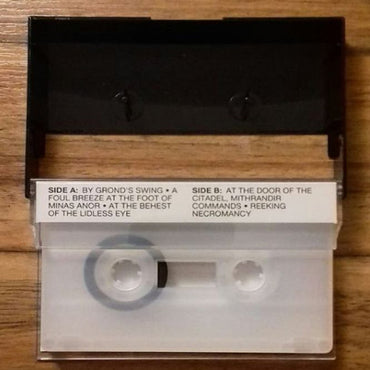 SIDE A: BY GROND'S SWING • A
FOUL BREEZE AT THE FOOT OF
MINAS ANOR • AT THE BEHEST
OF THE LIDLESS EYE
SIDE B: AT THE DOOR OF THE
CITADEL, MITHRANDIR
COMMANDS • REEKING
NECROMANCY